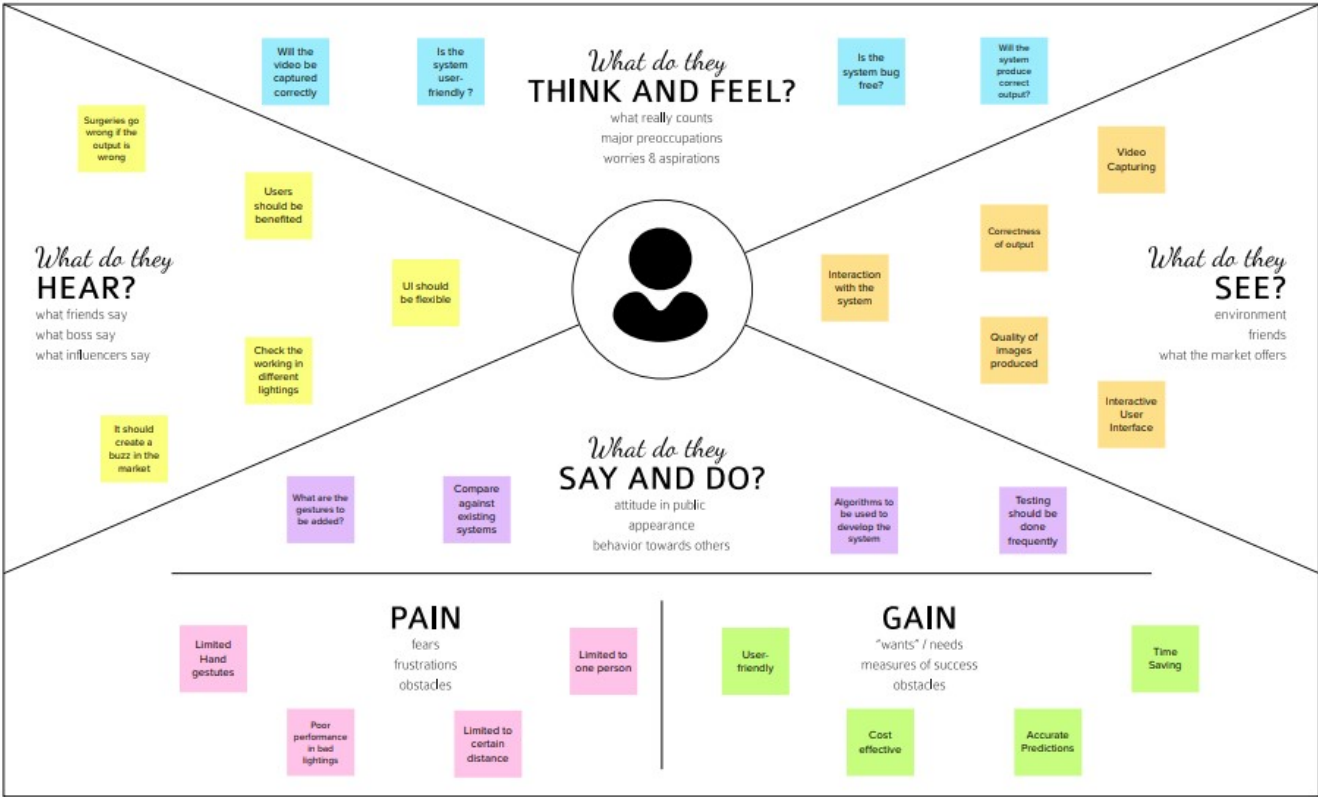 What do they
THINK AND FEEL?
what really counts
major preoccupations
worries & aspirations
Will the
video be
captured
correctly
Is the
system
user-
friendly ?
Is the
system bug
free?
Will the
system
produce
correct
output?
What do they
HEAR?
what friends say
what boss say
what influencers say
Surgeries go
wrong if the
output is
wrong
Users
should be
benefited
UI should
be flexible
Check the
working in
different
lightings
It should
create a
buzz in the
market
What do they
SEE?
environment
friends
what the market offers
Video
Capturing
Correctness
of output
Interaction
with the
system
Quality of
images
produced
Interactive
User
Interface
What do they
SAY AND DO?
attitude in public
appearance
behavior towards others
What are the
gestures to
be added?
Compare
against
existing
systems
Algorithms to
be used to
develop the
system
Testing
should be
done
frequently
PAIN
fears
frustrations
obstacles
Limited
Hand
gestutes
Poor
performance
in bad
lightings
Limited to
certain
distance
Limited to
one person
GAIN
"wants" / needs
measures of success
obstacles
User-
friendly
Cost
effective
Accurate
Predictions
Time
Saving